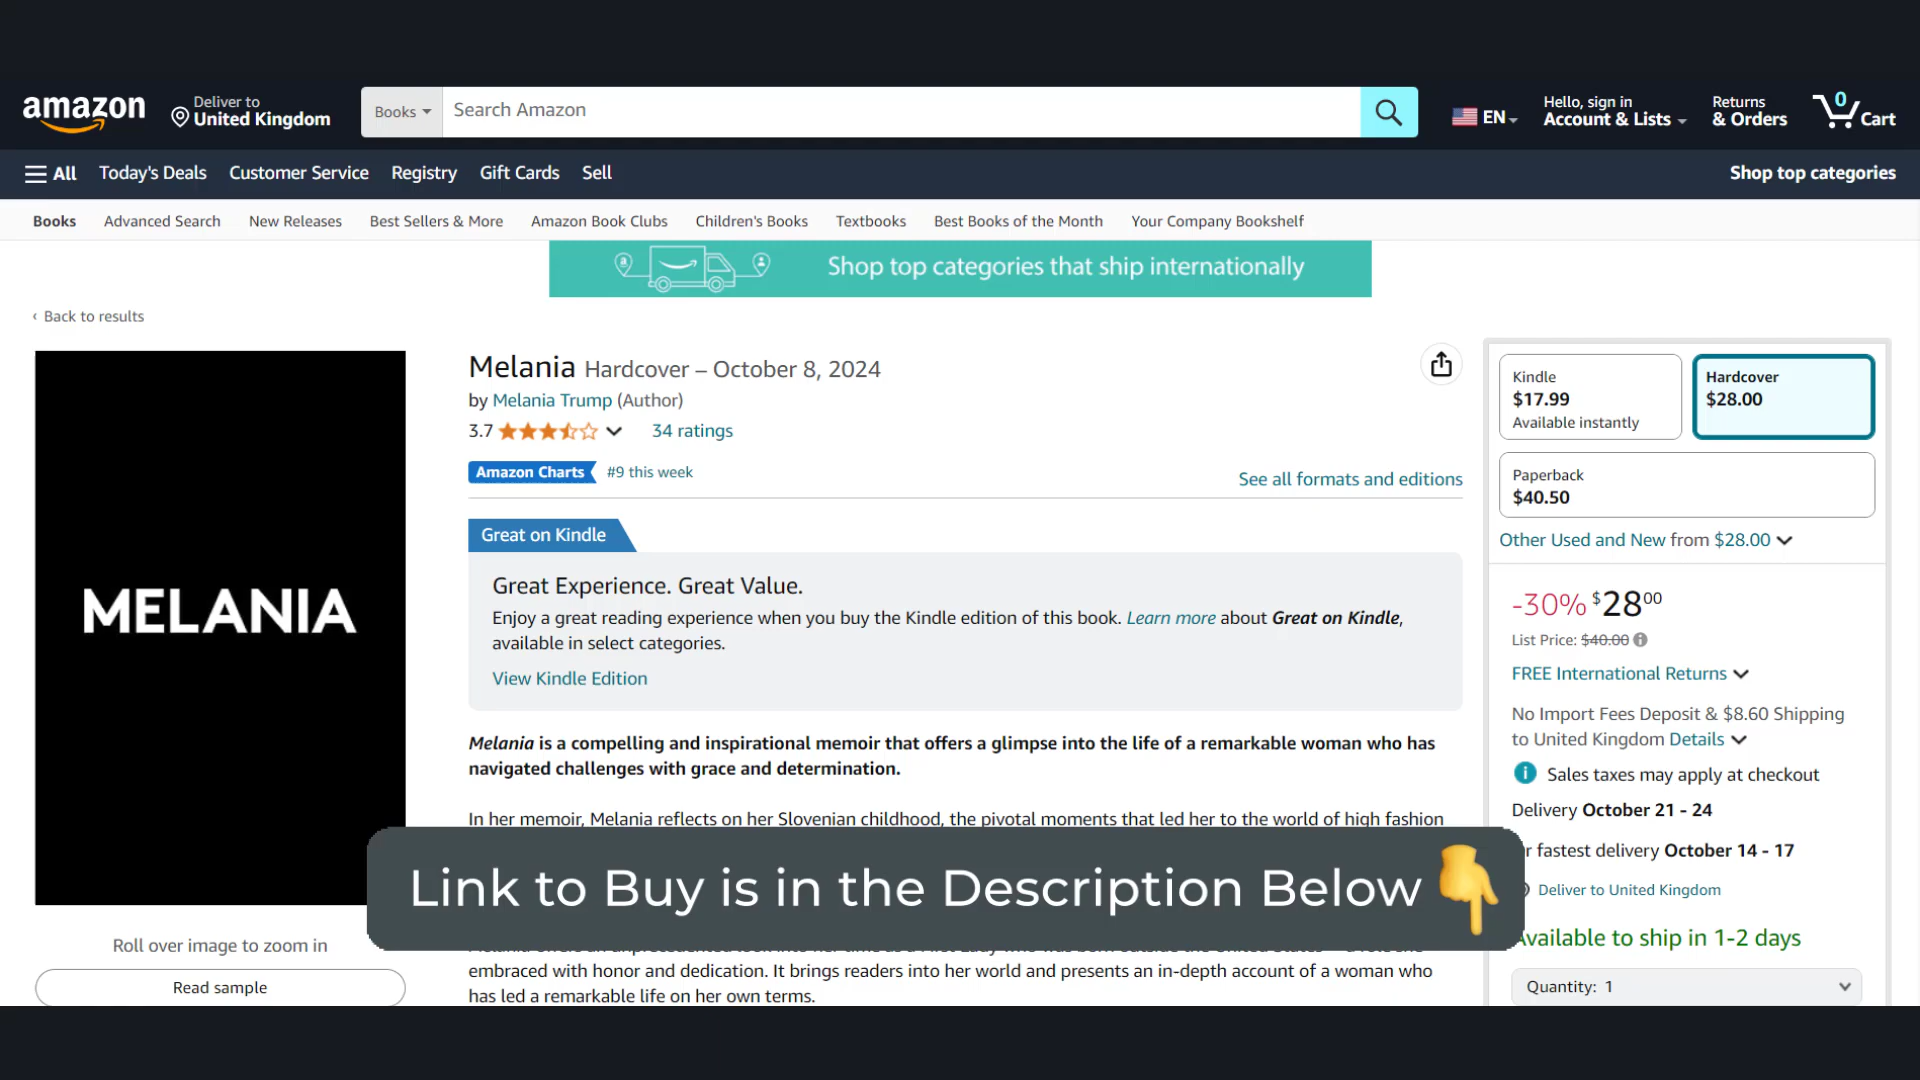 amazon
Deliver to
United Kingdom
Books
Search Amazon
EN
Hello, sign in
Account & Lists
Returns
& Orders
0
Cart
All
Today's Deals
Customer Service
Registry
Gift Cards
Sell
Shop top categories
Books
Advanced Search
New Releases
Best Sellers & More
Amazon Book Clubs
Children's Books
Textbooks
Best Books of the Month
Your Company Bookshelf
Shop top categories that ship internationally
‹ Back to results
MELANIA
Roll over image to zoom in
Read sample
Melania Hardcover – October 8, 2024
by Melania Trump (Author)
3.7
34 ratings
Amazon Charts #9 this week
See all formats and editions
Great on Kindle
Great Experience. Great Value.
Enjoy a great reading experience when you buy the Kindle edition of this book. Learn more about Great on Kindle,
available in select categories.
View Kindle Edition
Melania is a compelling and inspirational memoir that offers a glimpse into the life of a remarkable woman who has
navigated challenges with grace and determination.
In her memoir, Melania reflects on her Slovenian childhood, the pivotal moments that led her to the world of high fashion
Link to Buy is in the Description Below
embraced with honor and dedication. It brings readers into her world and presents an in-depth account of a woman who
has led a remarkable life on her own terms.
Kindle
$17.99
Available instantly
Hardcover
$28.00
Paperback
$40.50
Other Used and New from $28.00
-30% $28 00
List Price: $40.00
FREE International Returns
No Import Fees Deposit & $8.60 Shipping
to United Kingdom Details
Sales taxes may apply at checkout
Delivery October 21 - 24
fastest delivery October 14 - 17
Deliver to United Kingdom
Available to ship in 1-2 days
Quantity: 1